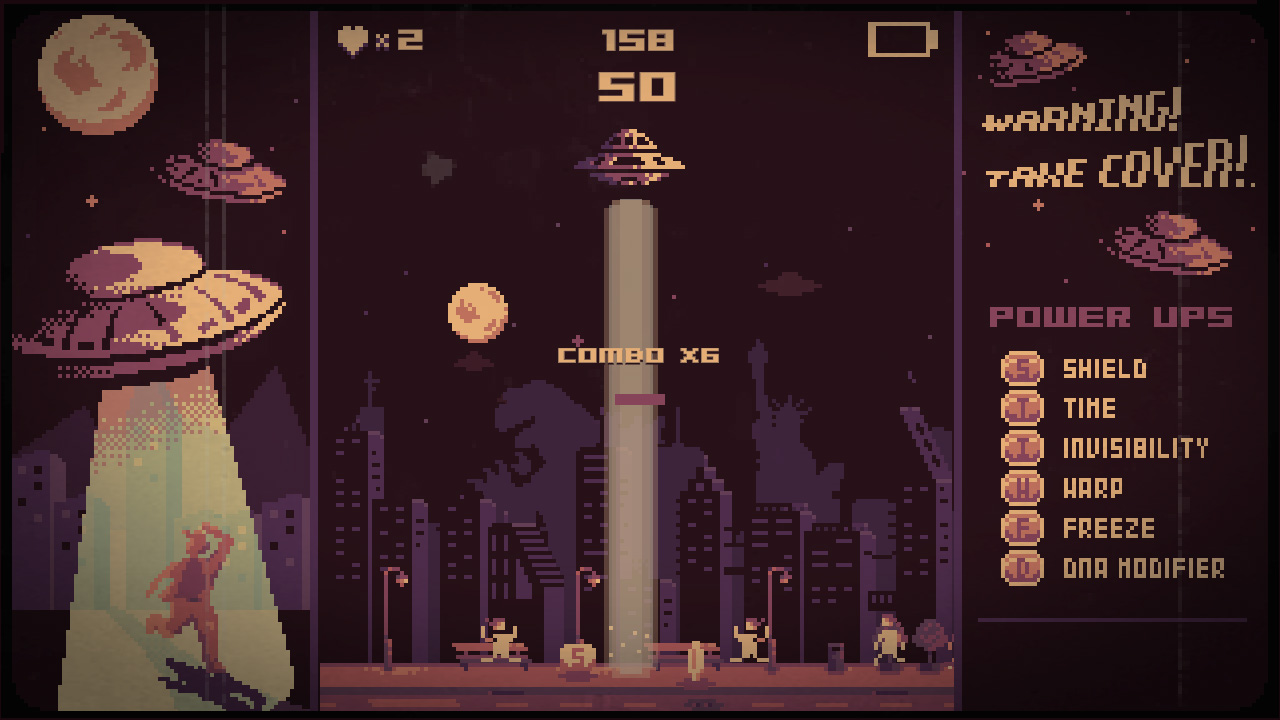 x 2
158
50
COMBO X6
S
WARNING!
TAKE COVER!
POWER UPS
S SHIELD
T TIME
I INVISIBILITY
W WARP
F FREEZE
DNA MODIFIER